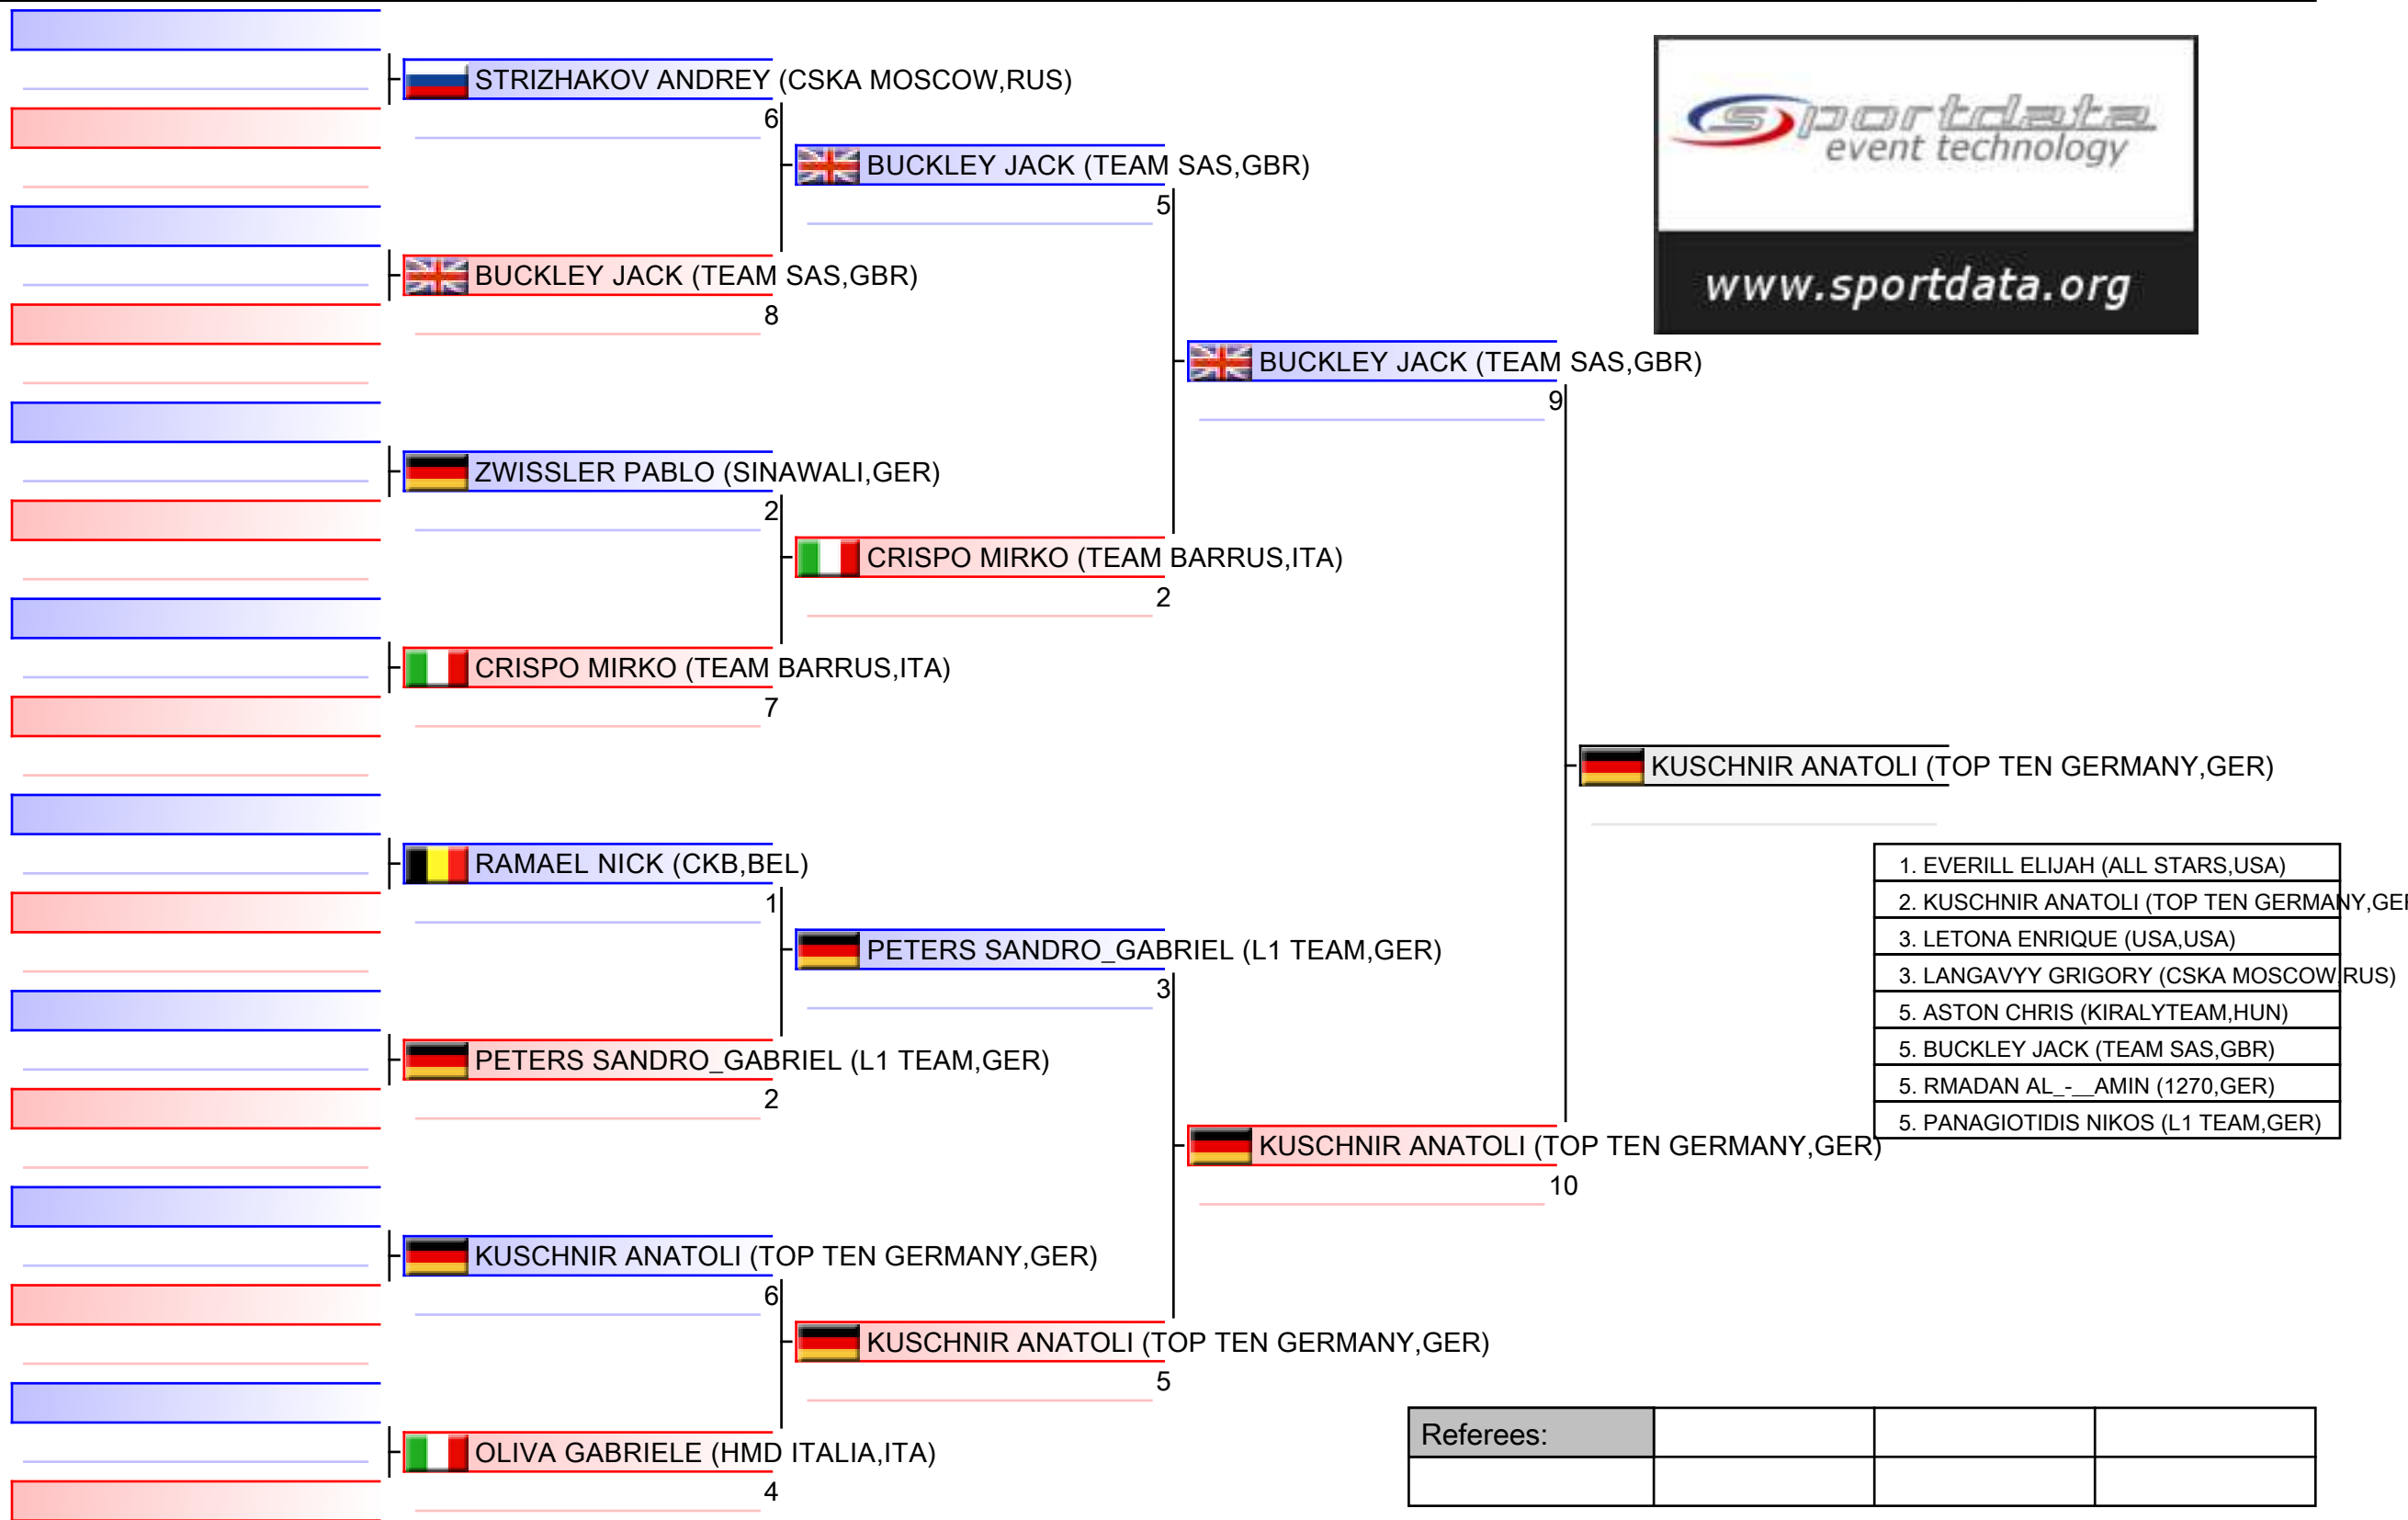 STRIZHAKOV ANDREY (CSKA MOSCOW,RUS)
6
BUCKLEY JACK (TEAM SAS,GBR)
5
BUCKLEY JACK (TEAM SAS,GBR)
8
BUCKLEY JACK (TEAM SAS,GBR)
9
ZWISSLER PABLO (SINAWALI,GER)
2
CRISPO MIRKO (TEAM BARRUS,ITA)
2
CRISPO MIRKO (TEAM BARRUS,ITA)
7
KUSCHNIR ANATOLI (TOP TEN GERMANY,GER)
RAMAEL NICK (CKB,BEL)
1
PETERS SANDRO_GABRIEL (L1 TEAM,GER)
3
PETERS SANDRO_GABRIEL (L1 TEAM,GER)
2
KUSCHNIR ANATOLI (TOP TEN GERMANY,GER)
10
KUSCHNIR ANATOLI (TOP TEN GERMANY,GER)
6
KUSCHNIR ANATOLI (TOP TEN GERMANY,GER)
5
OLIVA GABRIELE (HMD ITALIA,ITA)
4
sportdata
event technology
www.sportdata.org
1. EVERILL ELIJAH (ALL STARS,USA)
2. KUSCHNIR ANATOLI (TOP TEN GERMANY,GE
3. LETONA ENRIQUE (USA,USA)
3. LANGAVYY GRIGORY (CSKA MOSCOW,RUS)
5. ASTON CHRIS (KIRALYTEAM,HUN)
5. BUCKLEY JACK (TEAM SAS,GBR)
5. RMADAN AL_-__AMIN (1270,GER)
5. PANAGIOTIDIS NIKOS (L1 TEAM,GER)
Referees: